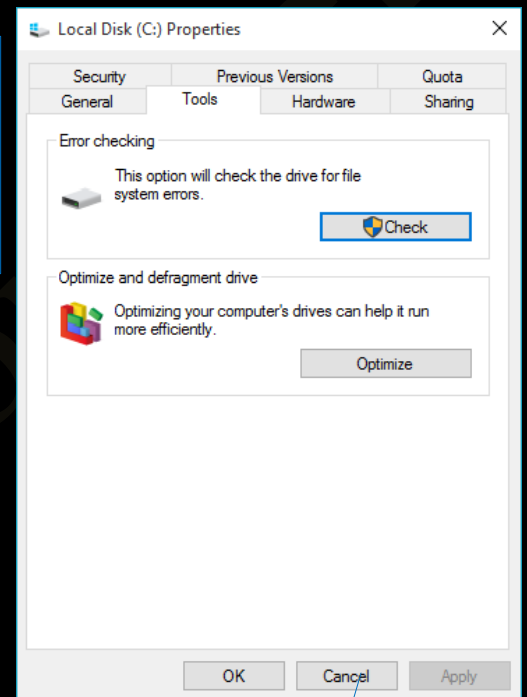 Local Disk (C:) Properties
Security Previous Versions Quota
General Tools Hardware Sharing
Error checking
This option will check the drive for file
system errors.
Check
Optimize and defragment drive
Optimizing your computer's drives can help it run
more efficiently.
Optimize
OK Cancel Apply